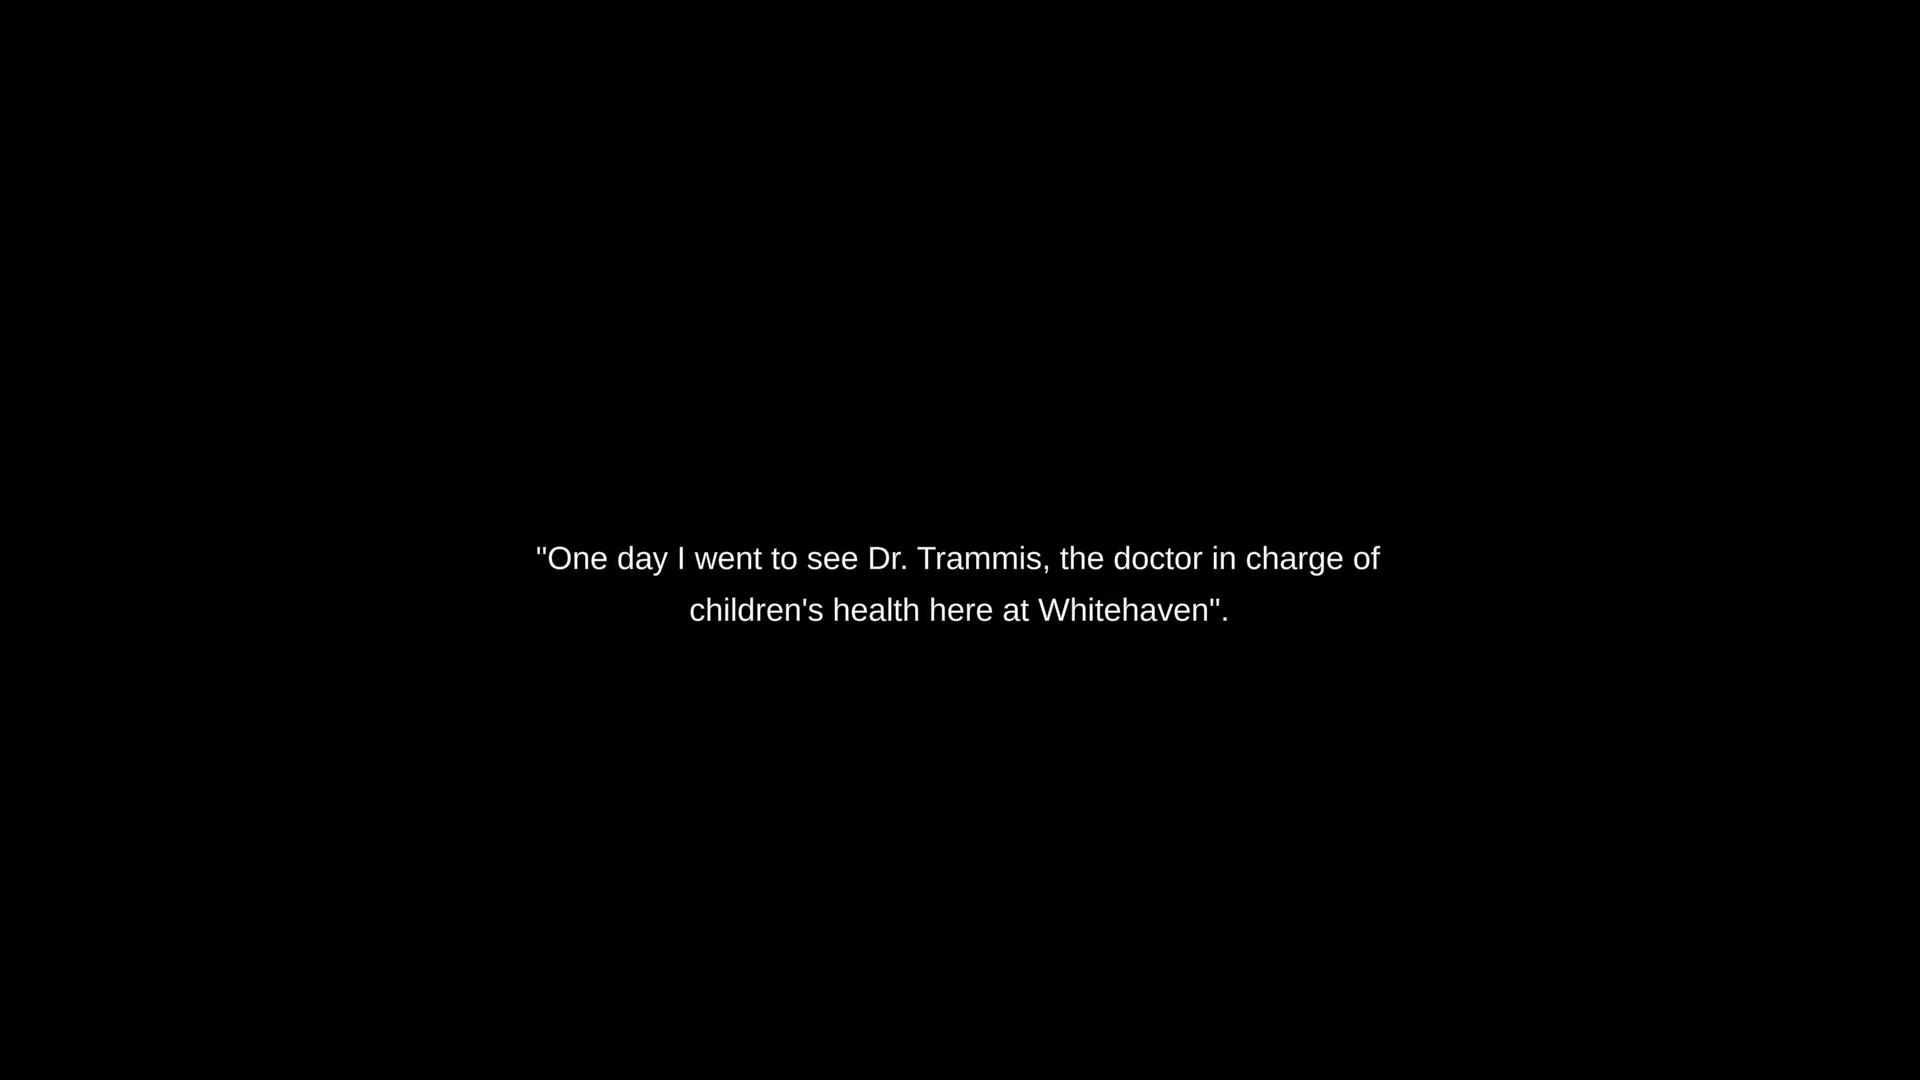 "One day I went to see Dr. Trammis, the doctor in charge of
children's health here at Whitehaven".